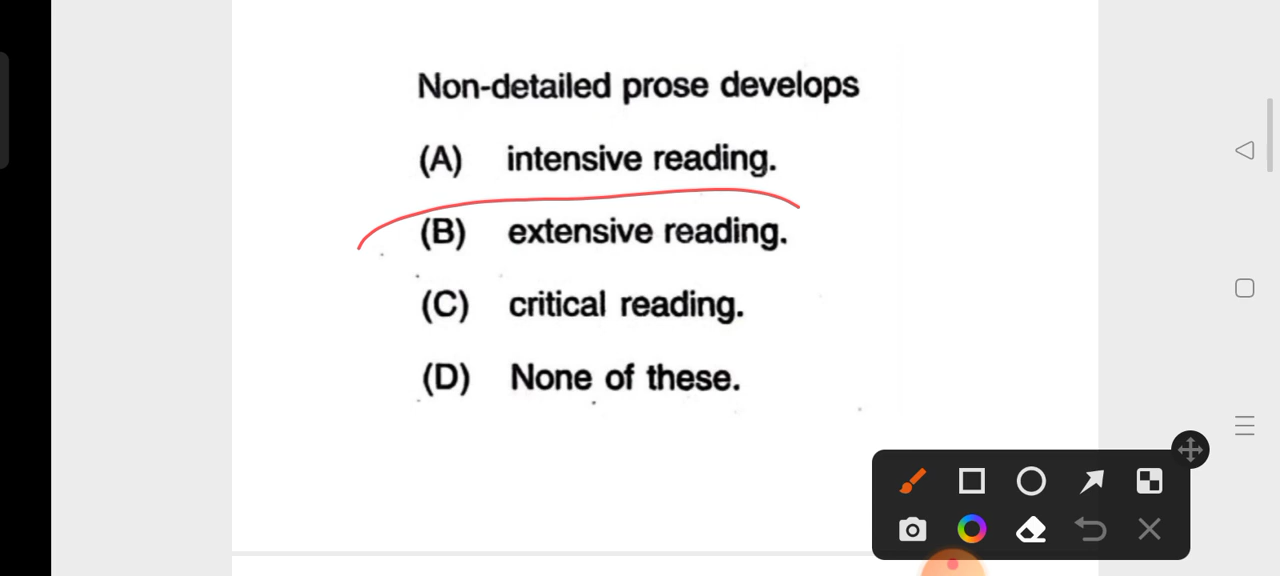 Non-detailed prose develops
(A) intensive reading.
(B) extensive reading.
(C) critical reading.
(D) None of these.